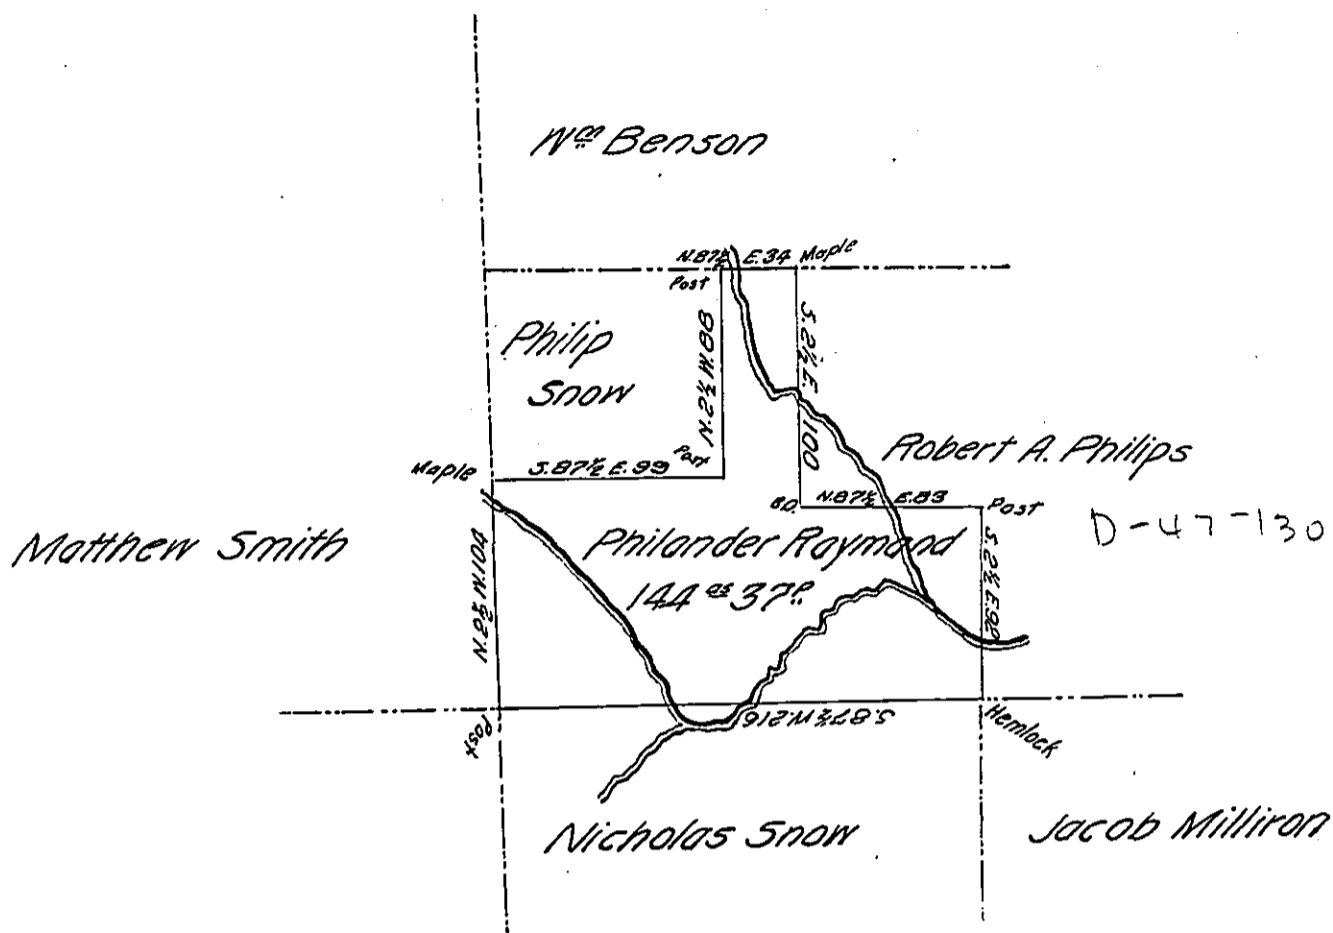 Wm Benson
N.87½ E.34 Maple
Post
Philip
Snow
N.2½ W.88
S.2½ E. 100
Robert A. Philips
Maple
S.87½ E.99
Post
B.O.
N.87½ E.83
Post
D-47-130
Matthew Smith
Philander Raymond
144 as 37 P.
N.2½ W.104
S.2½ E.92
Post
S.87½ W.216
Hemlock
Nicholas Snow
Jacob Milliron